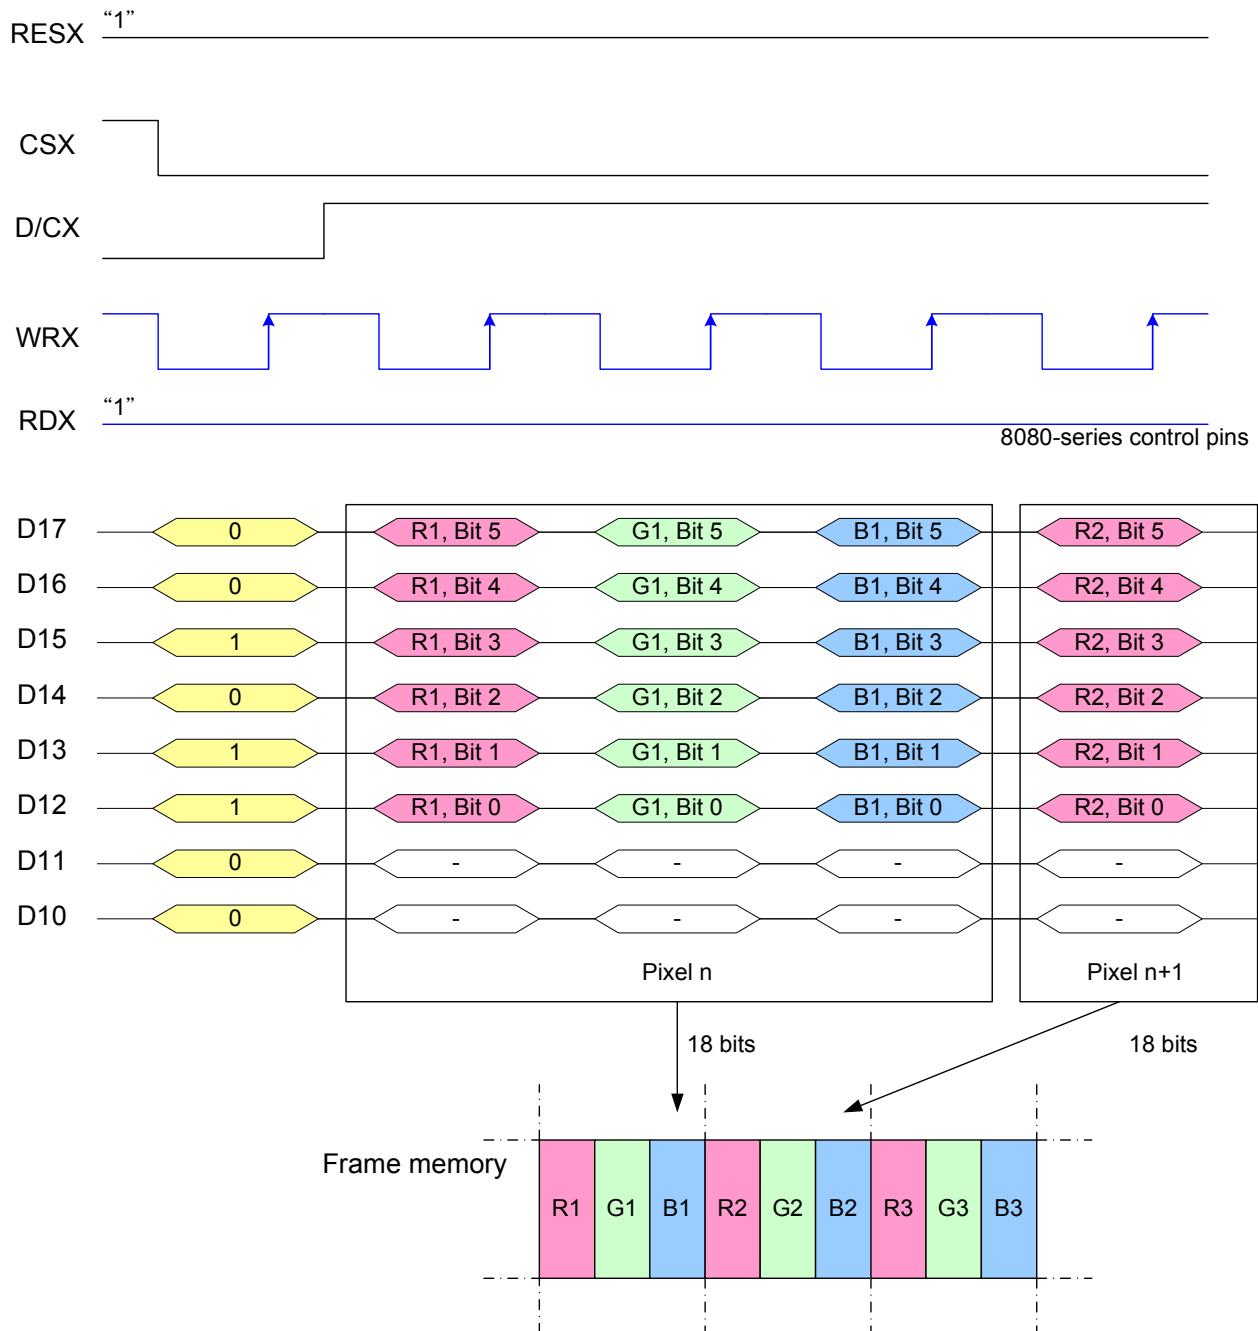 RESX “1”
CSX
D/CX
WRX
RDX “1”
8080-series control pins
D17 0 R1, Bit 5 G1, Bit 5 B1, Bit 5 R2, Bit 5
D16 0 R1, Bit 4 G1, Bit 4 B1, Bit 4 R2, Bit 4
D15 1 R1, Bit 3 G1, Bit 3 B1, Bit 3 R2, Bit 3
D14 0 R1, Bit 2 G1, Bit 2 B1, Bit 2 R2, Bit 2
D13 1 R1, Bit 1 G1, Bit 1 B1, Bit 1 R2, Bit 1
D12 1 R1, Bit 0 G1, Bit 0 B1, Bit 0 R2, Bit 0
D11 0 - - - -
D10 0 - - - -
Pixel n Pixel n+1
18 bits 18 bits
Frame memory
R1 G1 B1 R2 G2 B2 R3 G3 B3